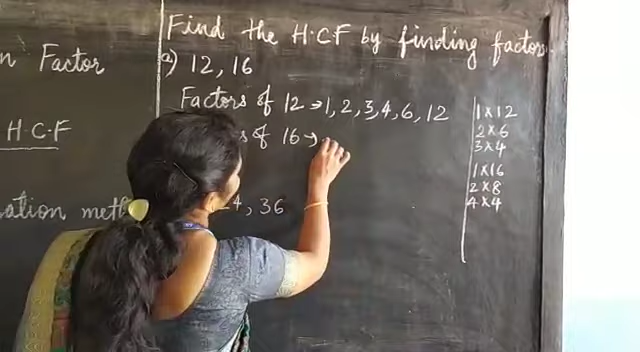 Find the H.C.F by finding factors
n Factor
a) 12, 16
Factors of 12 → 1, 2, 3, 4, 6, 12
1 × 12
2 × 6
3 × 4
H.C.F
s of 16 →
1 × 16
2 × 8
4 × 4
ation meth
24, 36